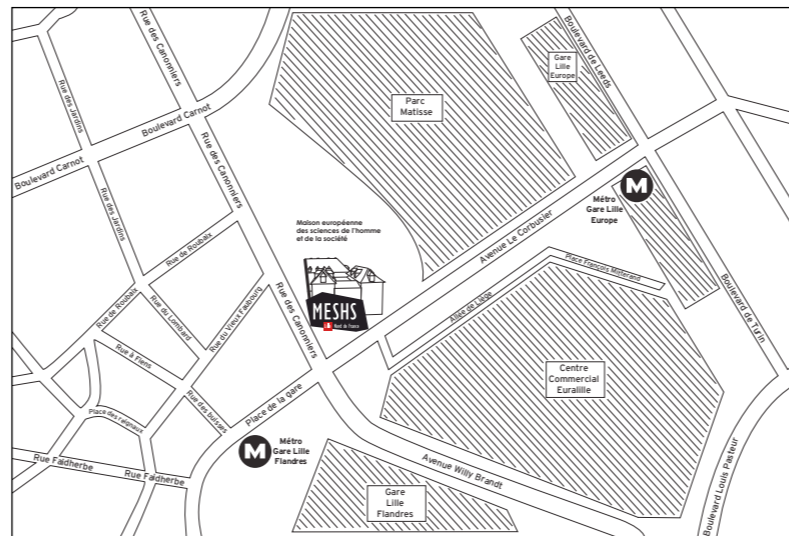 Rue des Canonniers
Boulevard de Leeds
Gare
Lille
Europe
Rue des Jardins
Boulevard Carnot
Parc
Matisse
Boulevard Carnot
Rue des Canonniers
Rue des Jardins
Métro
Gare Lille
Europe
M
Maison européenne
des sciences de l'homme
et de la société
Avenue Le Corbusier
Rue de Roubaix
Place François Mitterand
Rue de Roubaix
Rue du Lombard
Rue du Vieux Faubourg
Rue des Canonniers
MESHS
Nord de France
Allée de Liège
Boulevard de Turin
Rue à Fiens
Centre
Commercial
Euralille
Place des reignaux
Rue des buisses
Place de la gare
M
Métro
Gare Lille
Flandres
Rue Faidherbe
Rue Faidherbe
Avenue Willy Brandt
Boulevard Louis Pasteur
Gare
Lille
Flandres